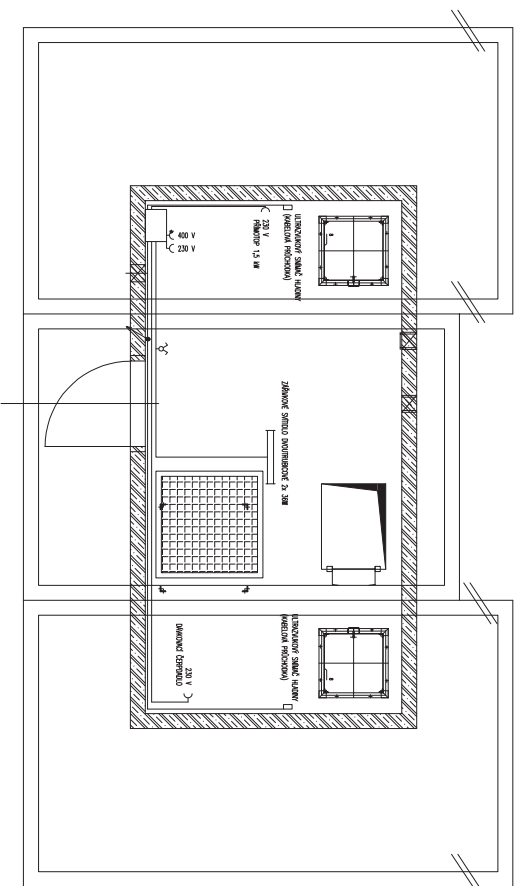 400 V
230 V
230 V
PŘÍMOTOP 1,5 kW
ULTRAZVUKOVÝ SNÍMAČ HLADINY
(KABELOVÁ PRŮCHODKA)
ZÁŘIVKOVÉ SVÍTIDLO DVOUTRUBICOVÉ 2x 36W
ULTRAZVUKOVÝ SNÍMAČ HLADINY
(KABELOVÁ PRŮCHODKA)
230 V
DÁVKOVACÍ ČERPADLO